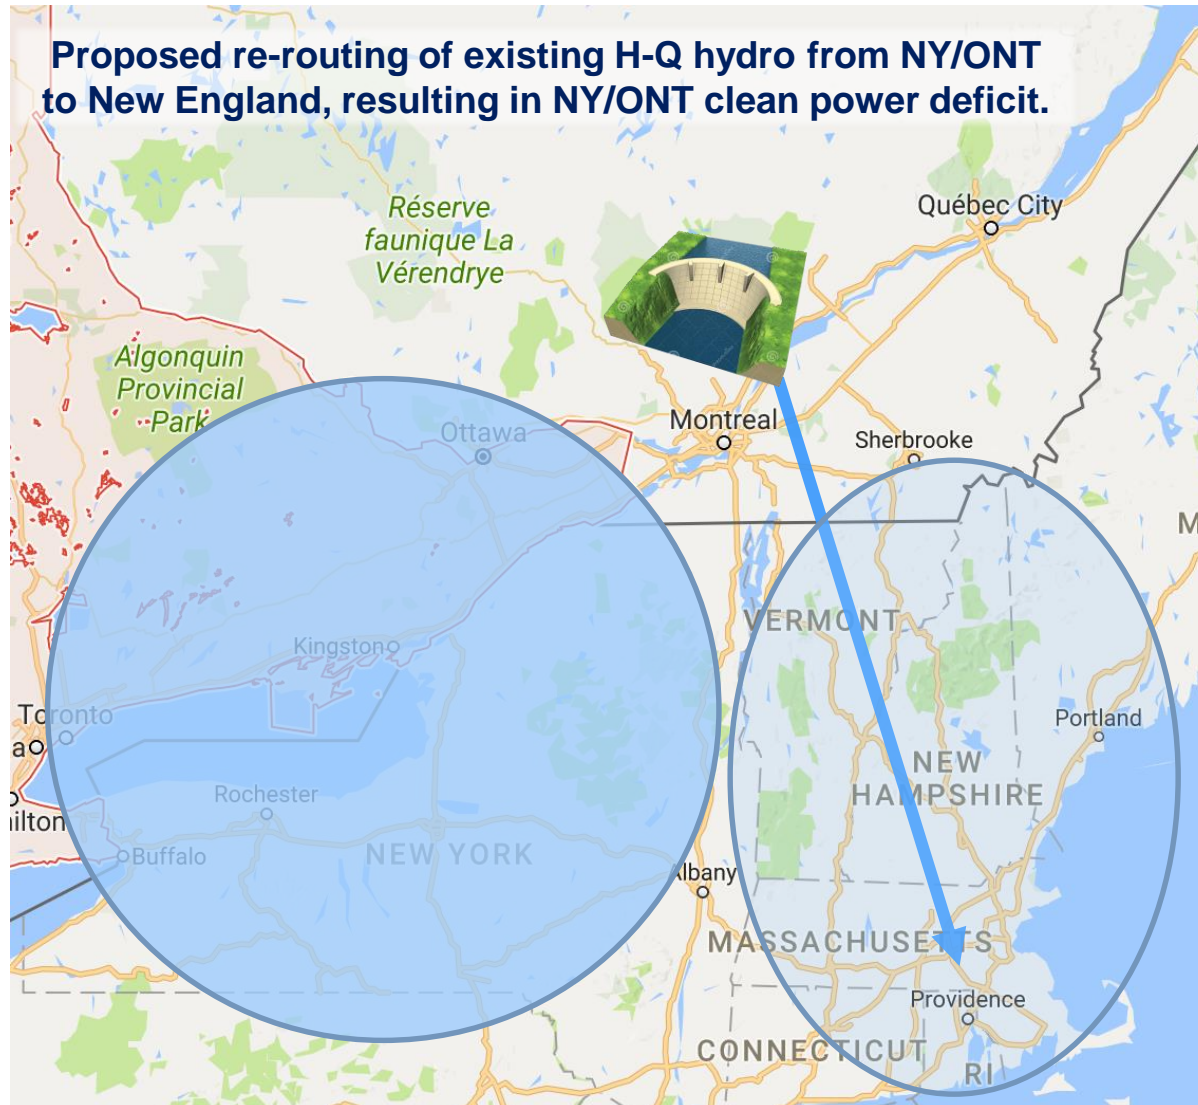 Proposed re-routing of existing H-Q hydro from NY/ONT
to New England, resulting in NY/ONT clean power deficit.
Québec City
Réserve
faunique La
Vérendrye
Algonquin
Provincial
Park
Montreal
Ottawa
Sherbrooke
M
VERMONT
Kingston
Toronto
a
Portland
NEW
HAMPSHIRE
Rochester
ilton
Buffalo
NEW YORK
Albany
MASSACHUSETTS
Providence
CONNECTICUT
RI